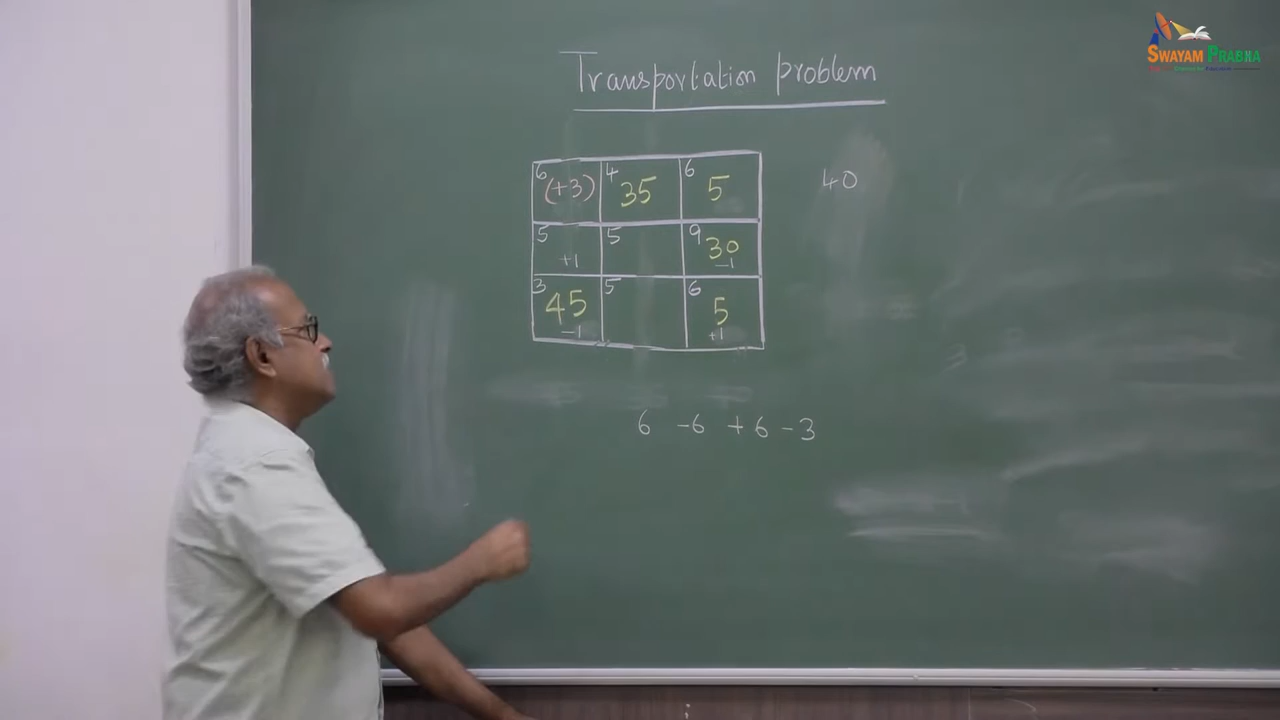 SWAYAM PRABHA
Transportation problem
6 (+3) 4 35 6 5 40
5 +1 5 9 30 -1
3 45 -1 5 6 5 +1
6 -6 +6 -3